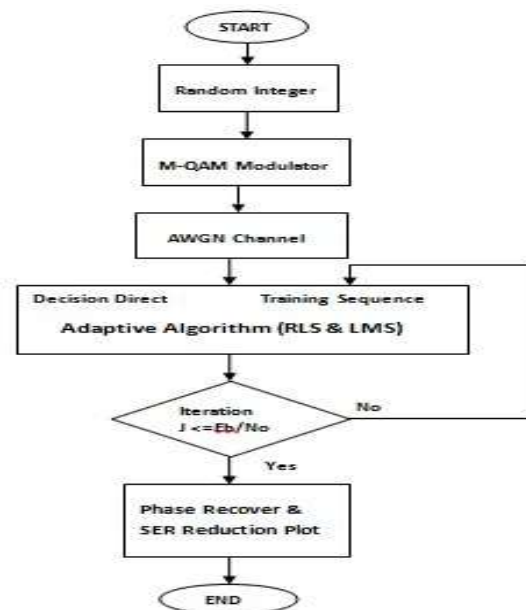 START
Random Integer
M-QAM Modulator
AWGN Channel
Decision Direct Training Sequence
Adaptive Algorithm (RLS & LMS)
Iteration
J <=Eb/No
No
Yes
Phase Recover &
SER Reduction Plot
END